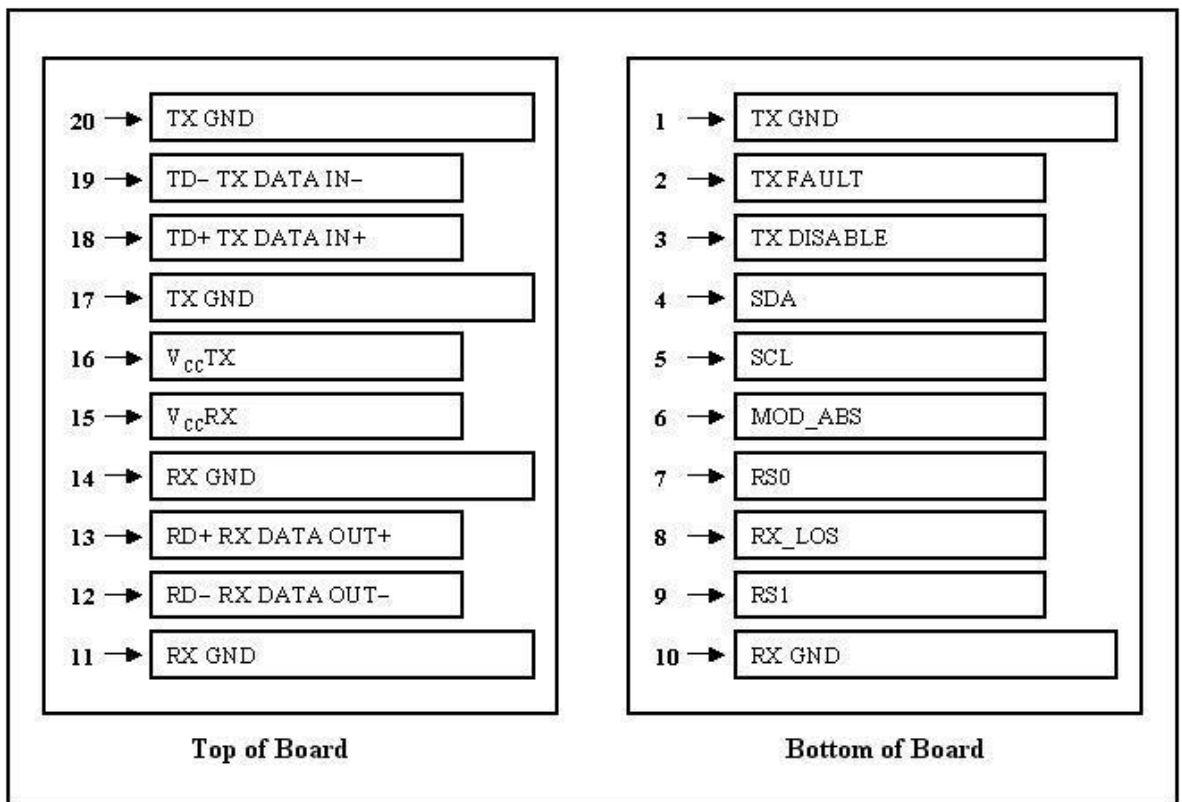 20 TX GND
19 TD− TX DATA IN−
18 TD+ TX DATA IN+
17 TX GND
16 VCCTX
15 VCCRX
14 RX GND
13 RD+ RX DATA OUT+
12 RD− RX DATA OUT−
11 RX GND
Top of Board
1 TX GND
2 TX FAULT
3 TX DISABLE
4 SDA
5 SCL
6 MOD_ABS
7 RS0
8 RX_LOS
9 RS1
10 RX GND
Bottom of Board